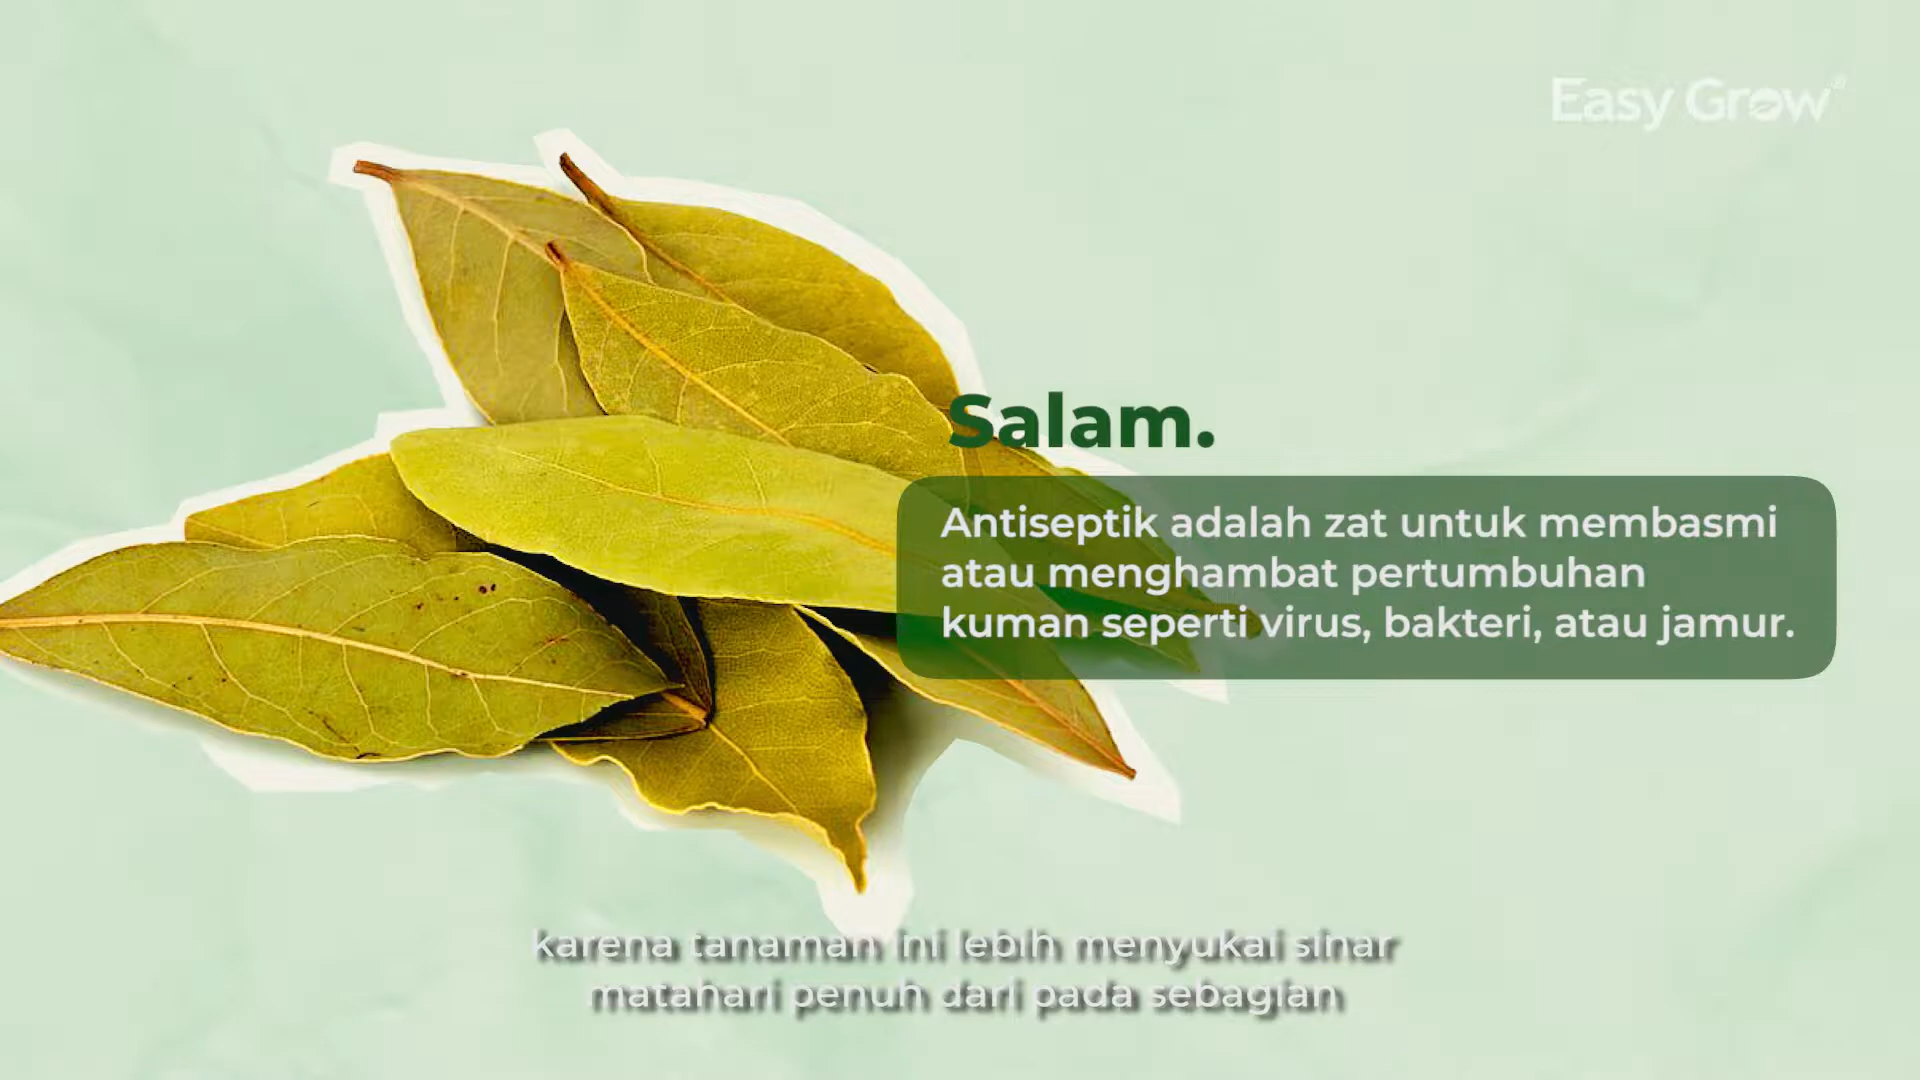 Easy Grow®
Salam.
Antiseptik adalah zat untuk membasmi
atau menghambat pertumbuhan
kuman seperti virus, bakteri, atau jamur.
karena tanaman ini lebih menyukai sinar
matahari penuh dari pada sebagian